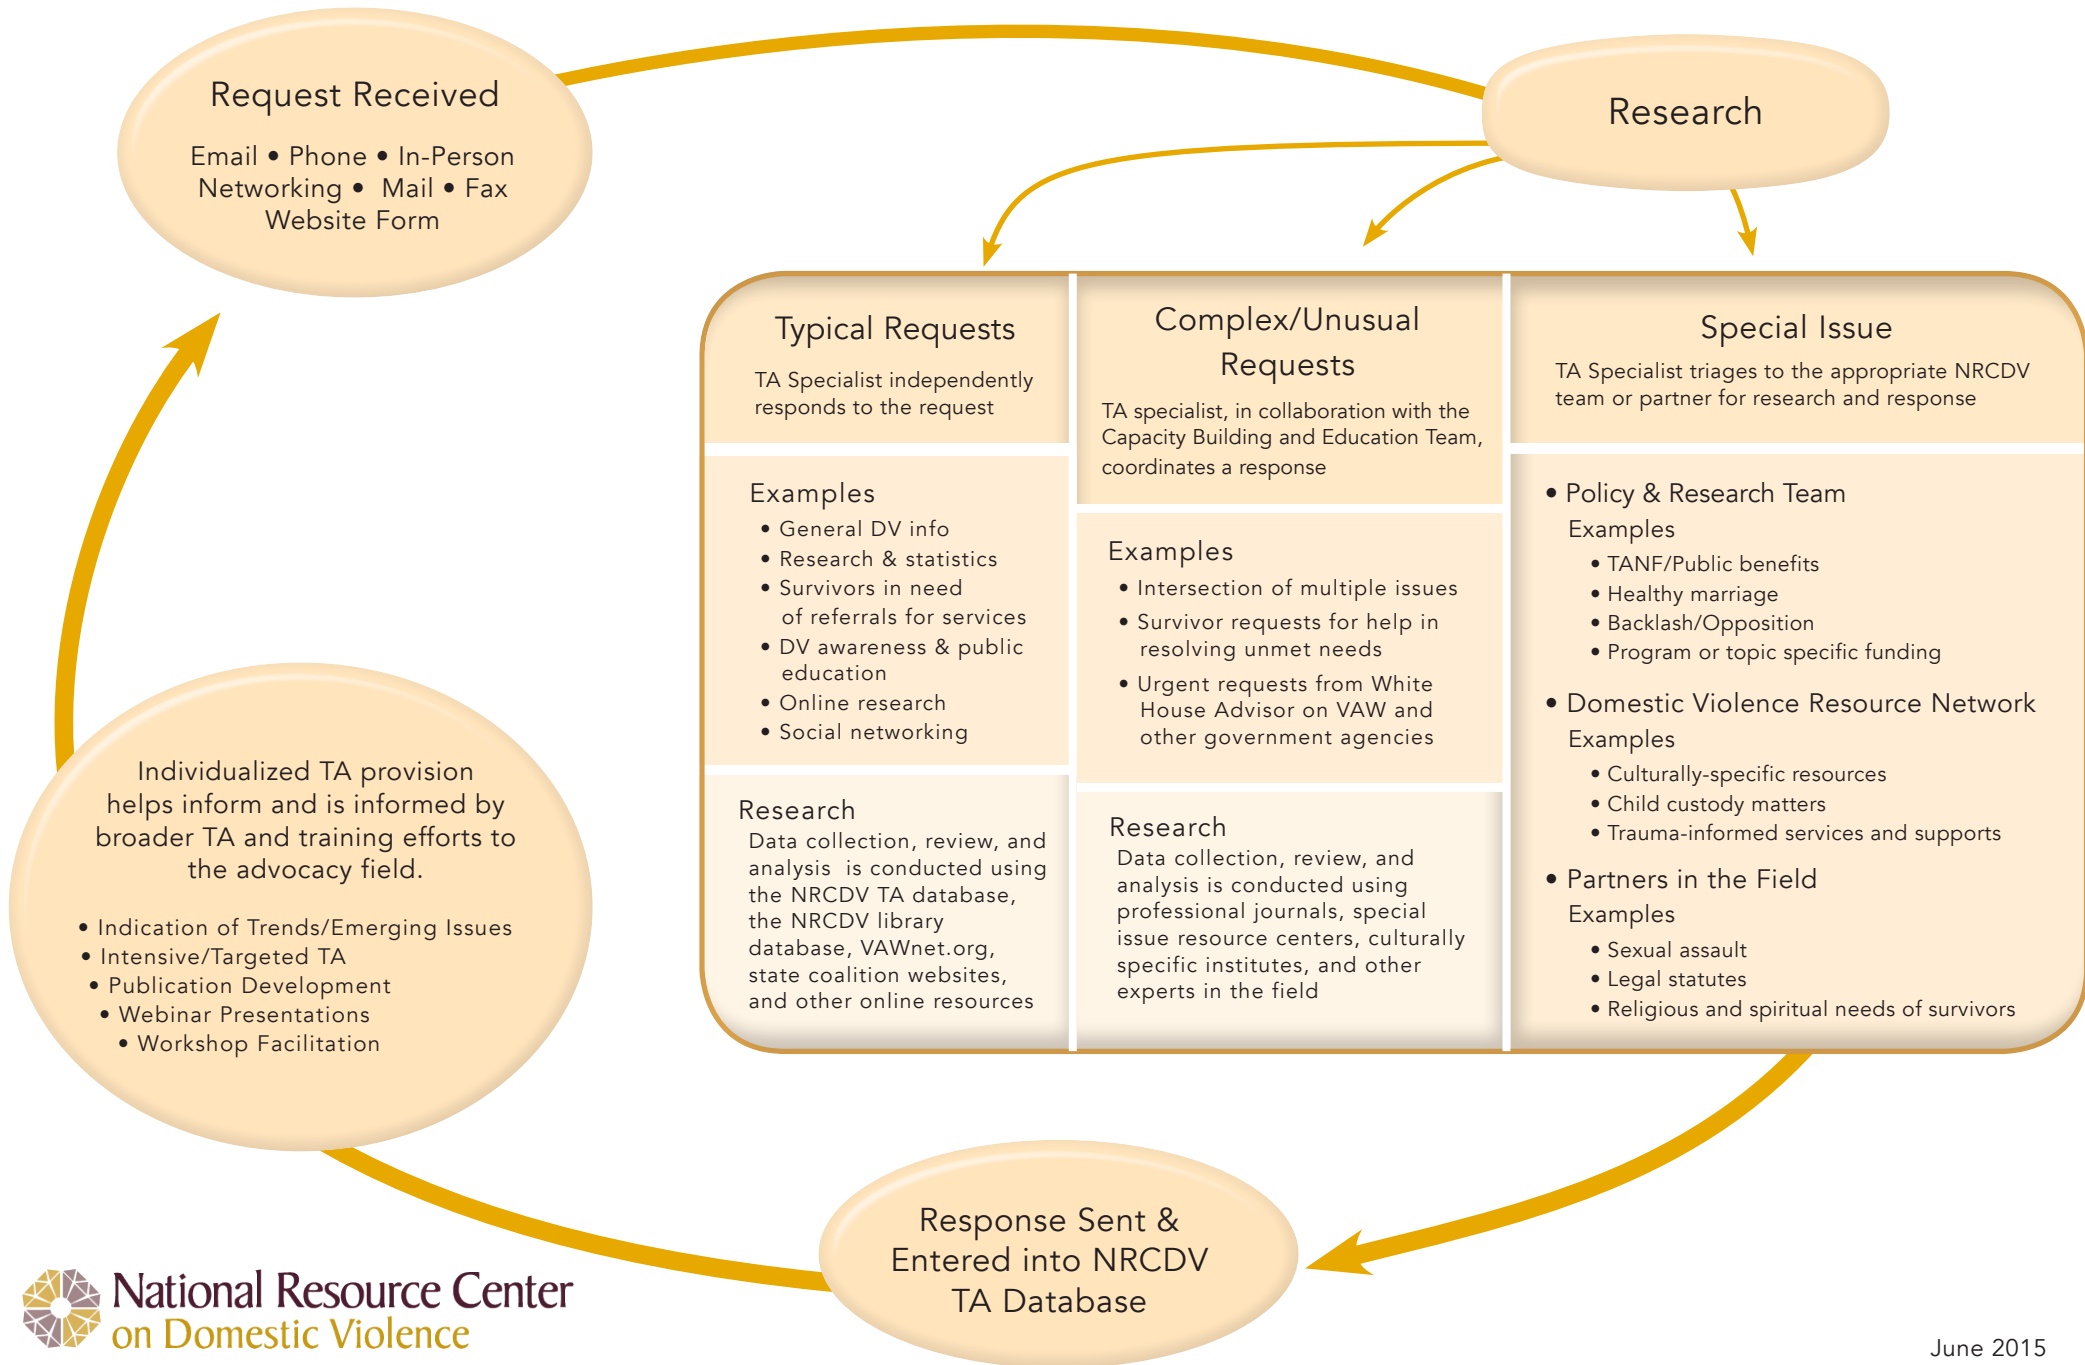 Request Received
Email • Phone • In-Person
Networking • Mail • Fax
Website Form
Research
Typical Requests
TA Specialist independently
responds to the request
Examples
• General DV info
• Research & statistics
• Survivors in need
of referrals for services
• DV awareness & public
education
• Online research
• Social networking
Research
Data collection, review, and
analysis is conducted using
the NRCDV TA database,
the NRCDV library
database, VAWnet.org,
state coalition websites,
and other online resources
Complex/Unusual
Requests
TA specialist, in collaboration with the
Capacity Building and Education Team,
coordinates a response
Examples
• Intersection of multiple issues
• Survivor requests for help in
resolving unmet needs
• Urgent requests from White
House Advisor on VAW and
other government agencies
Research
Data collection, review, and
analysis is conducted using
professional journals, special
issue resource centers, culturally
specific institutes, and other
experts in the field
Special Issue
TA Specialist triages to the appropriate NRCDV
team or partner for research and response
• Policy & Research Team
Examples
• TANF/Public benefits
• Healthy marriage
• Backlash/Opposition
• Program or topic specific funding
• Domestic Violence Resource Network
Examples
• Culturally-specific resources
• Child custody matters
• Trauma-informed services and supports
• Partners in the Field
Examples
• Sexual assault
• Legal statutes
• Religious and spiritual needs of survivors
Response Sent &
Entered into NRCDV
TA Database
Individualized TA provision
helps inform and is informed by
broader TA and training efforts to
the advocacy field.
• Indication of Trends/Emerging Issues
• Intensive/Targeted TA
• Publication Development
• Webinar Presentations
• Workshop Facilitation
National Resource Center
on Domestic Violence
June 2015